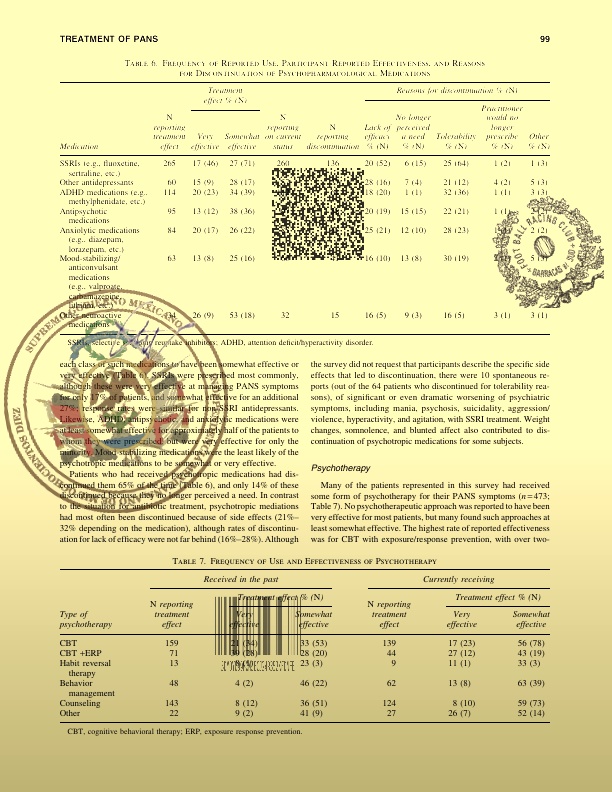 TREATMENT OF PANS 99
Table 6. Frequency of Reported Use, Participant Reported Effectiveness, and Reasons
for Discontinuation of Psychopharmacological Medications
Treatment
effect % (N)
Reasons for discontinuation % (N)
Medication
N
reporting
treatment
effect
Very
effective
Somewhat
effective
N
reporting
on current
status
N
reporting
discontinuation
Lack of
efficacy
% (N)
No longer
perceived
a need
% (N)
Tolerability
% (N)
Practitioner
would no
longer
prescribe
% (N)
Other
% (N)
SSRIs (e.g., fluoxetine, 265 17 (46) 27 (71) 260 136 20 (52) 6 (15) 25 (64) 1 (2) 1 (3)
sertraline, etc.)
Other antidepressants 60 15 (9) 28 (17) 28 (16) 7 (4) 21 (12) 4 (2) 5 (3)
ADHD medications (e.g., 114 20 (23) 34 (39) 18 (20) 1 (1) 32 (36) 1 (1) 3 (3)
methylphenidate, etc.)
Antipsychotic 95 13 (12) 38 (36) 20 (19) 15 (15) 22 (21) 1 (1)
medications
Anxiolytic medications 84 20 (17) 26 (22) 25 (21) 12 (10) 28 (23) 2 (2)
(e.g., diazepam,
lorazepam, etc.)
Mood-stabilizing/ 63 13 (8) 25 (16) 16 (10) 13 (8) 30 (19) 5 (3)
anticonvulsant
medications
(e.g., valproate,
carbamazepine,
lithium, etc.)
Other neuroactive 26 (9) 53 (18) 32 15 16 (5) 9 (3) 16 (5) 3 (1) 3 (1)
medications
SSRIs, selective reuptake inhibitors; ADHD, attention deficit/hyperactivity disorder.
each class of such medications to have been somewhat effective or
very effective (Table 6). SSRIs were prescribed most commonly,
although these were very effective at managing PANS symptoms
for only 17% of patients, and somewhat effective for an additional
27%; response rates were similar for non-SSRI antidepressants.
Likewise, ADHD, antipsychotic, and anxiolytic medications were
at least somewhat effective for approximately half of the patients to
whom they were prescribed but were very effective for only the
minority. Mood-stabilizing medications were the least likely of the
psychotropic medications to be somewhat or very effective.
Patients who had received psychotropic medications had dis-
continued them 65% of the time (Table 6), and only 14% of these
discontinued because they no longer perceived a need. In contrast
to the situation for antibiotic treatment, psychotropic mediations
had most often been discontinued because of side effects (21%–
32% depending on the medication), although rates of discontinu-
ation for lack of efficacy were not far behind (16%–28%). Although
the survey did not request that participants describe the specific side
effects that led to discontinuation, there were 10 spontaneous re-
ports (out of the 64 patients who discontinued for tolerability rea-
sons), of significant or even dramatic worsening of psychiatric
symptoms, including mania, psychosis, suicidality, aggression/
violence, hyperactivity, and agitation, with SSRI treatment. Weight
changes, somnolence, and blunted affect also contributed to dis-
continuation of psychotropic medications for some subjects.
Psychotherapy
Many of the patients represented in this survey had received
some form of psychotherapy for their PANS symptoms (n = 473;
Table 7). No psychotherapeutic approach was reported to have been
very effective for most patients, but many found such approaches at
least somewhat effective. The highest rate of reported effectiveness
was for CBT with exposure/response prevention, with over two-
Table 7. Frequency of Use and Effectiveness of Psychotherapy
Received in the past Currently receiving
Type of
psychotherapy
N reporting
treatment
effect
Treatment effect % (N)
Very
effective
Somewhat
effective
N reporting
treatment
effect
Treatment effect % (N)
Very
effective
Somewhat
effective
CBT 159 21 (34) 33 (53) 139 17 (23) 56 (78)
CBT +ERP 71 39 (28) 28 (20) 44 27 (12) 43 (19)
Habit reversal 13 23 (3) 9 11 (1) 33 (3)
therapy
Behavior 48 4 (2) 46 (22) 62 13 (8) 63 (39)
management
Counseling 143 8 (12) 36 (51) 124 8 (10) 59 (73)
Other 22 9 (2) 41 (9) 27 26 (7) 52 (14)
CBT, cognitive behavioral therapy; ERP, exposure response prevention.